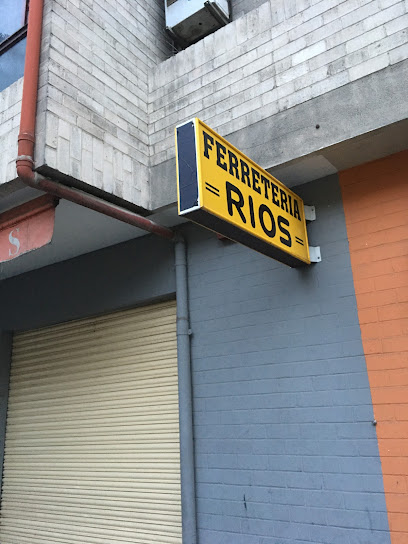 FERRETERIA
=RIOS=
S